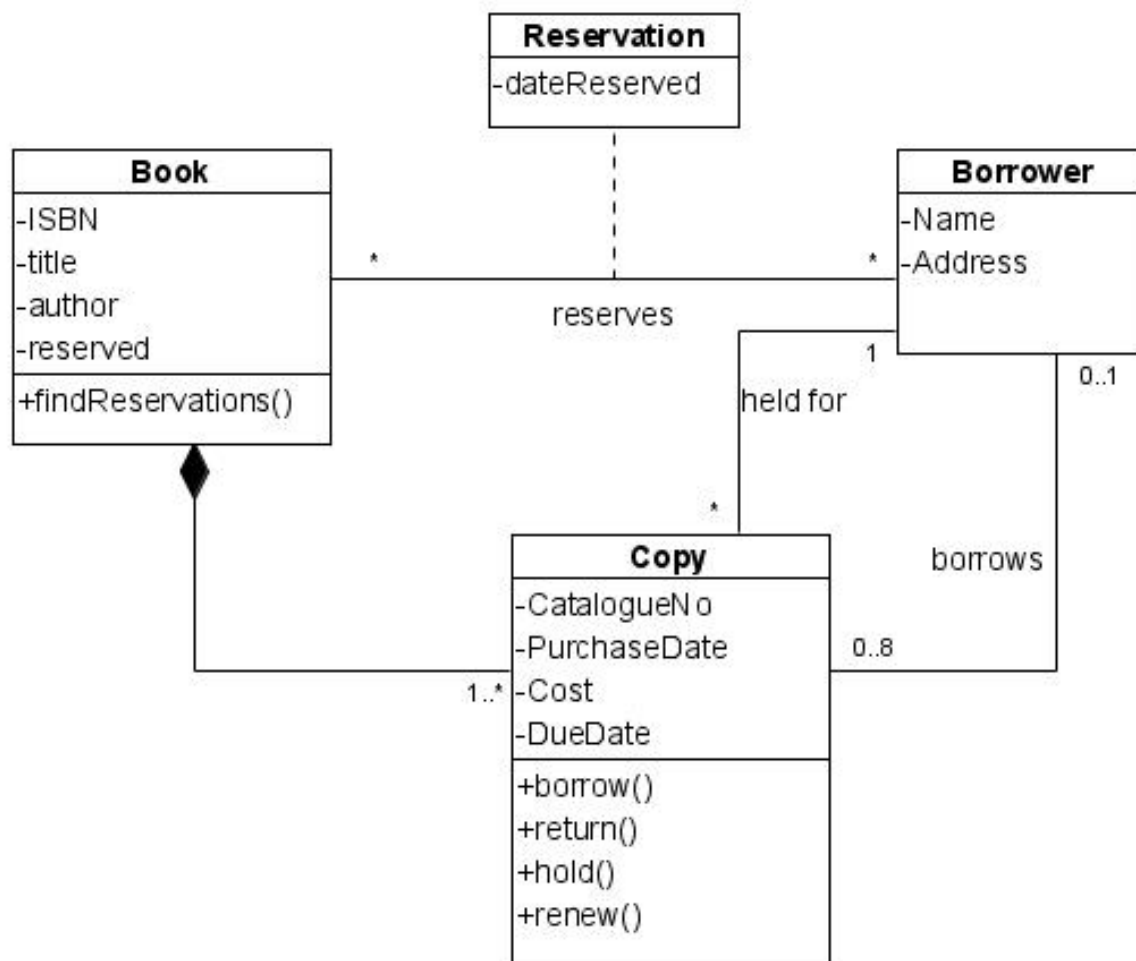 Reservation
-dateReserved
Book
-ISBN
-title
-author
-reserved
+findReservations()
*
*
reserves
Borrower
-Name
-Address
1
0..1
held for
*
borrows
Copy
-CatalogueNo
-PurchaseDate
-Cost
-DueDate
0..8
1..*
+borrow()
+return()
+hold()
+renew()